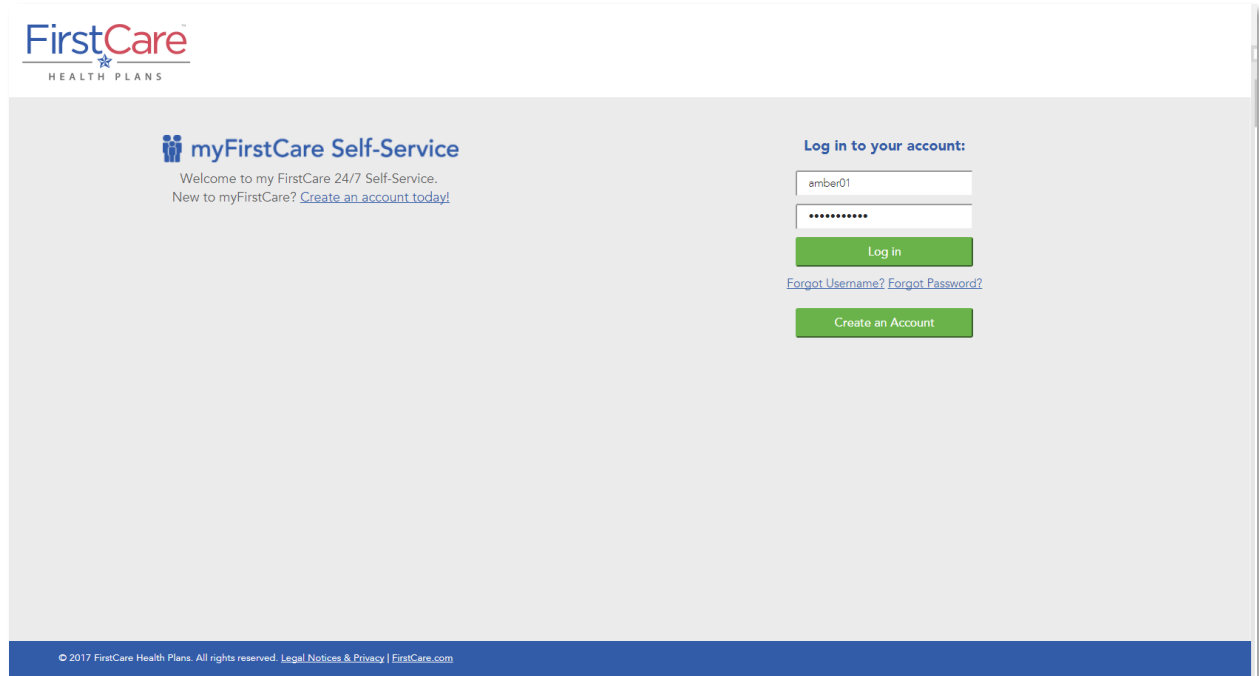 FirstCare™
HEALTH PLANS
myFirstCare Self-Service
Welcome to my FirstCare 24/7 Self-Service.
New to myFirstCare? Create an account today!
Log in to your account:
amber01
•••••••••••
Log in
Forgot Username? Forgot Password?
Create an Account
© 2017 FirstCare Health Plans. All rights reserved. Legal Notices & Privacy | FirstCare.com